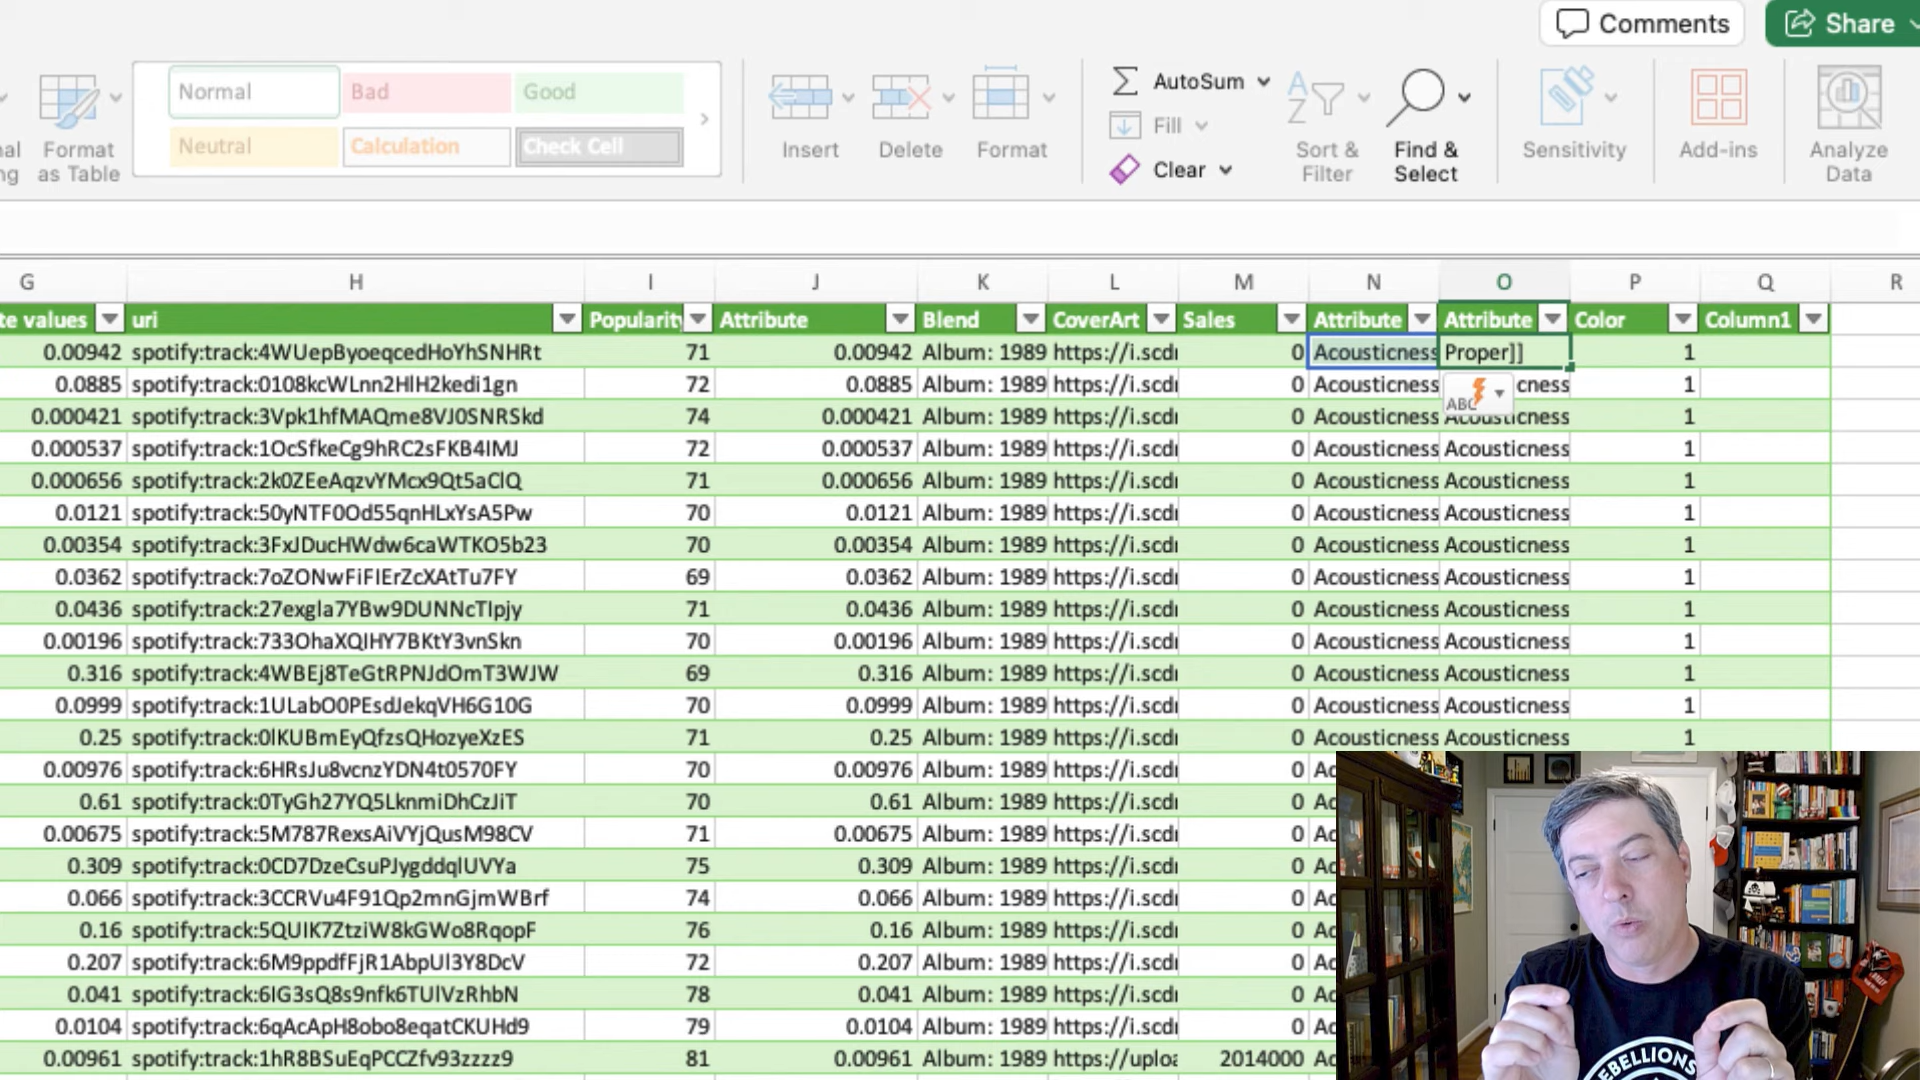 Comments
Share
Normal
Bad
Good
AutoSum
Fill
Neutral
Calculation
Check Cell
Insert
Delete
Format
Clear
Format
as Table
Sort &
Filter
Find &
Select
Sensitivity
Add-ins
Analyze
Data
G H I J K L M N O P Q R
te values uri Popularity Attribute Blend CoverArt Sales Attribute Attribute Color Column1
0.00942 spotify:track:4WUepByoeqcedHoYhSNHRt 71 0.00942 Album: 1989 https://i.scd 0 Acousticness Proper]] 1
0.0885 spotify:track:0108kcWLnn2HlH2kedi1gn 72 0.0885 Album: 1989 https://i.scd 0 Acousticness cness 1
0.000421 spotify:track:3Vpk1hfMAQme8VJ0SNRSkd 74 0.000421 Album: 1989 https://i.scd 0 Acousticness ABC Acousticness 1
0.000537 spotify:track:1OcSfkeCg9hRC2sFKB4IMJ 72 0.000537 Album: 1989 https://i.scd 0 Acousticness Acousticness 1
0.000656 spotify:track:2k0ZEeAqzvYMcx9Qt5aClQ 71 0.000656 Album: 1989 https://i.scd 0 Acousticness Acousticness 1
0.0121 spotify:track:50yNTF0Od55qnHLxYsA5Pw 70 0.0121 Album: 1989 https://i.scd 0 Acousticness Acousticness 1
0.00354 spotify:track:3FxJDucHWdw6caWTKO5b23 70 0.00354 Album: 1989 https://i.scd 0 Acousticness Acousticness 1
0.0362 spotify:track:7oZONwFiFIErZcXAtTu7FY 69 0.0362 Album: 1989 https://i.scd 0 Acousticness Acousticness 1
0.0436 spotify:track:27exgla7YBw9DUNNcTIpjy 71 0.0436 Album: 1989 https://i.scd 0 Acousticness Acousticness 1
0.00196 spotify:track:733OhaXQIHY7BKtY3vnSkn 70 0.00196 Album: 1989 https://i.scd 0 Acousticness Acousticness 1
0.316 spotify:track:4WBEj8TeGtRPNJdOmT3WJW 69 0.316 Album: 1989 https://i.scd 0 Acousticness Acousticness 1
0.0999 spotify:track:1ULabO0PEsdJekqVH6G10G 70 0.0999 Album: 1989 https://i.scd 0 Acousticness Acousticness 1
0.25 spotify:track:0lKUBmEyQfzsQHozyeXzES 71 0.25 Album: 1989 https://i.scd 0 Acousticness Acousticness 1
0.00976 spotify:track:6HRsJu8vcnzYDN4t0570FY 70 0.00976 Album: 1989 https://i.scd 0 Ac
0.61 spotify:track:0TyGh27YQ5LknmiDhCzJiT 70 0.61 Album: 1989 https://i.scd 0 Ac
0.00675 spotify:track:5M787RexsAiVYjQusM98CV 71 0.00675 Album: 1989 https://i.scd 0 Ac
0.309 spotify:track:0CD7DzeCsuPJygddqlUVYa 75 0.309 Album: 1989 https://i.scd 0 Ac
0.066 spotify:track:3CCRVu4F91Qp2mnGjmWBrf 74 0.066 Album: 1989 https://i.scd 0 Ac
0.16 spotify:track:5QUIK7ZtziW8kGWo8RqopF 76 0.16 Album: 1989 https://i.scd 0 Ac
0.207 spotify:track:6M9ppdfFjR1AbpUl3Y8DcV 72 0.207 Album: 1989 https://i.scd 0 Ac
0.041 spotify:track:6lG3sQ8s9nfk6TUlVzRhbN 78 0.041 Album: 1989 https://i.scd 0 Ac
0.0104 spotify:track:6qAcApH8obo8eqatCKUHd9 79 0.0104 Album: 1989 https://i.scd 0 Ac
0.00961 spotify:track:1hR8BSuEqPCCZfv93zzzz9 81 0.00961 Album: 1989 https://uploa 2014000 Ac
EBELLIONS